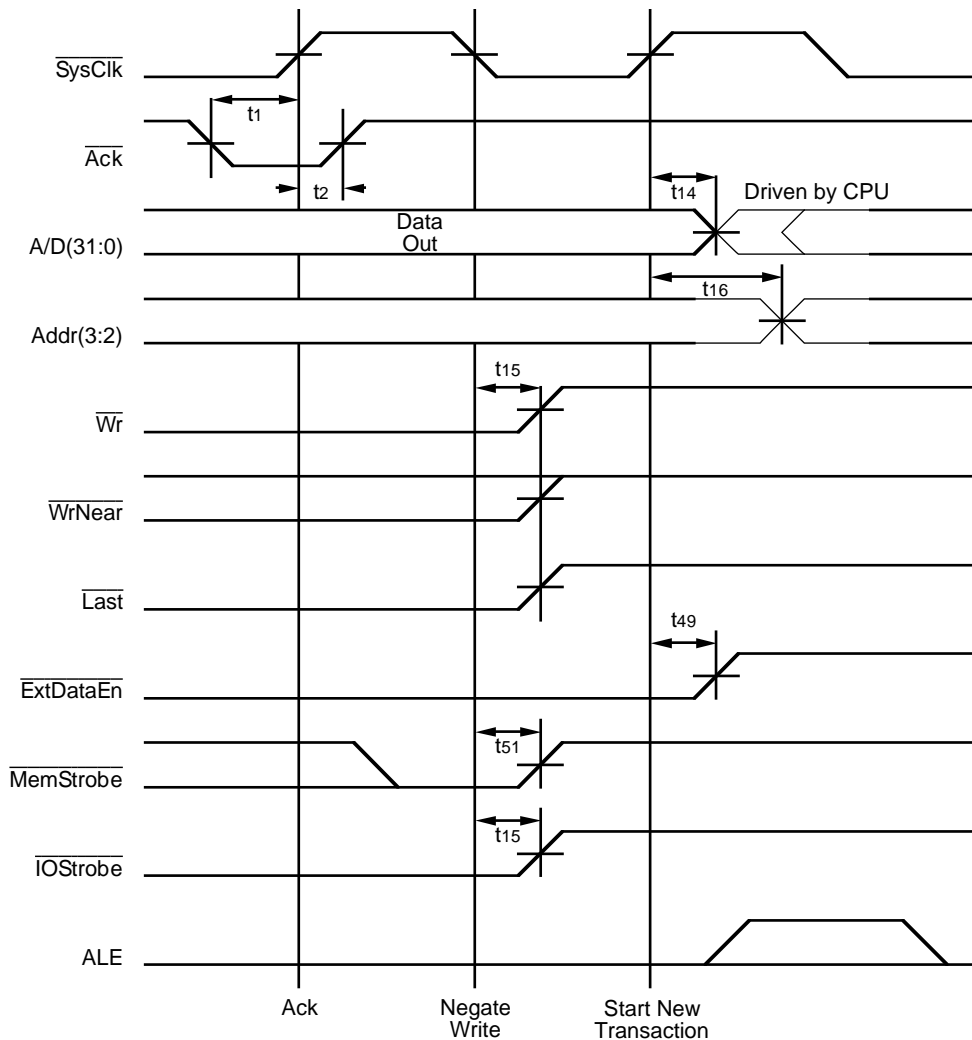 SysClk
t1
Ack
t2
t14
Driven by CPU
Data
Out
A/D(31:0)
t16
Addr(3:2)
t15
Wr
WrNear
Last
t49
ExtDataEn
t51
MemStrobe
t15
IOStrobe
ALE
Ack
Negate
Write
Start New
Transaction